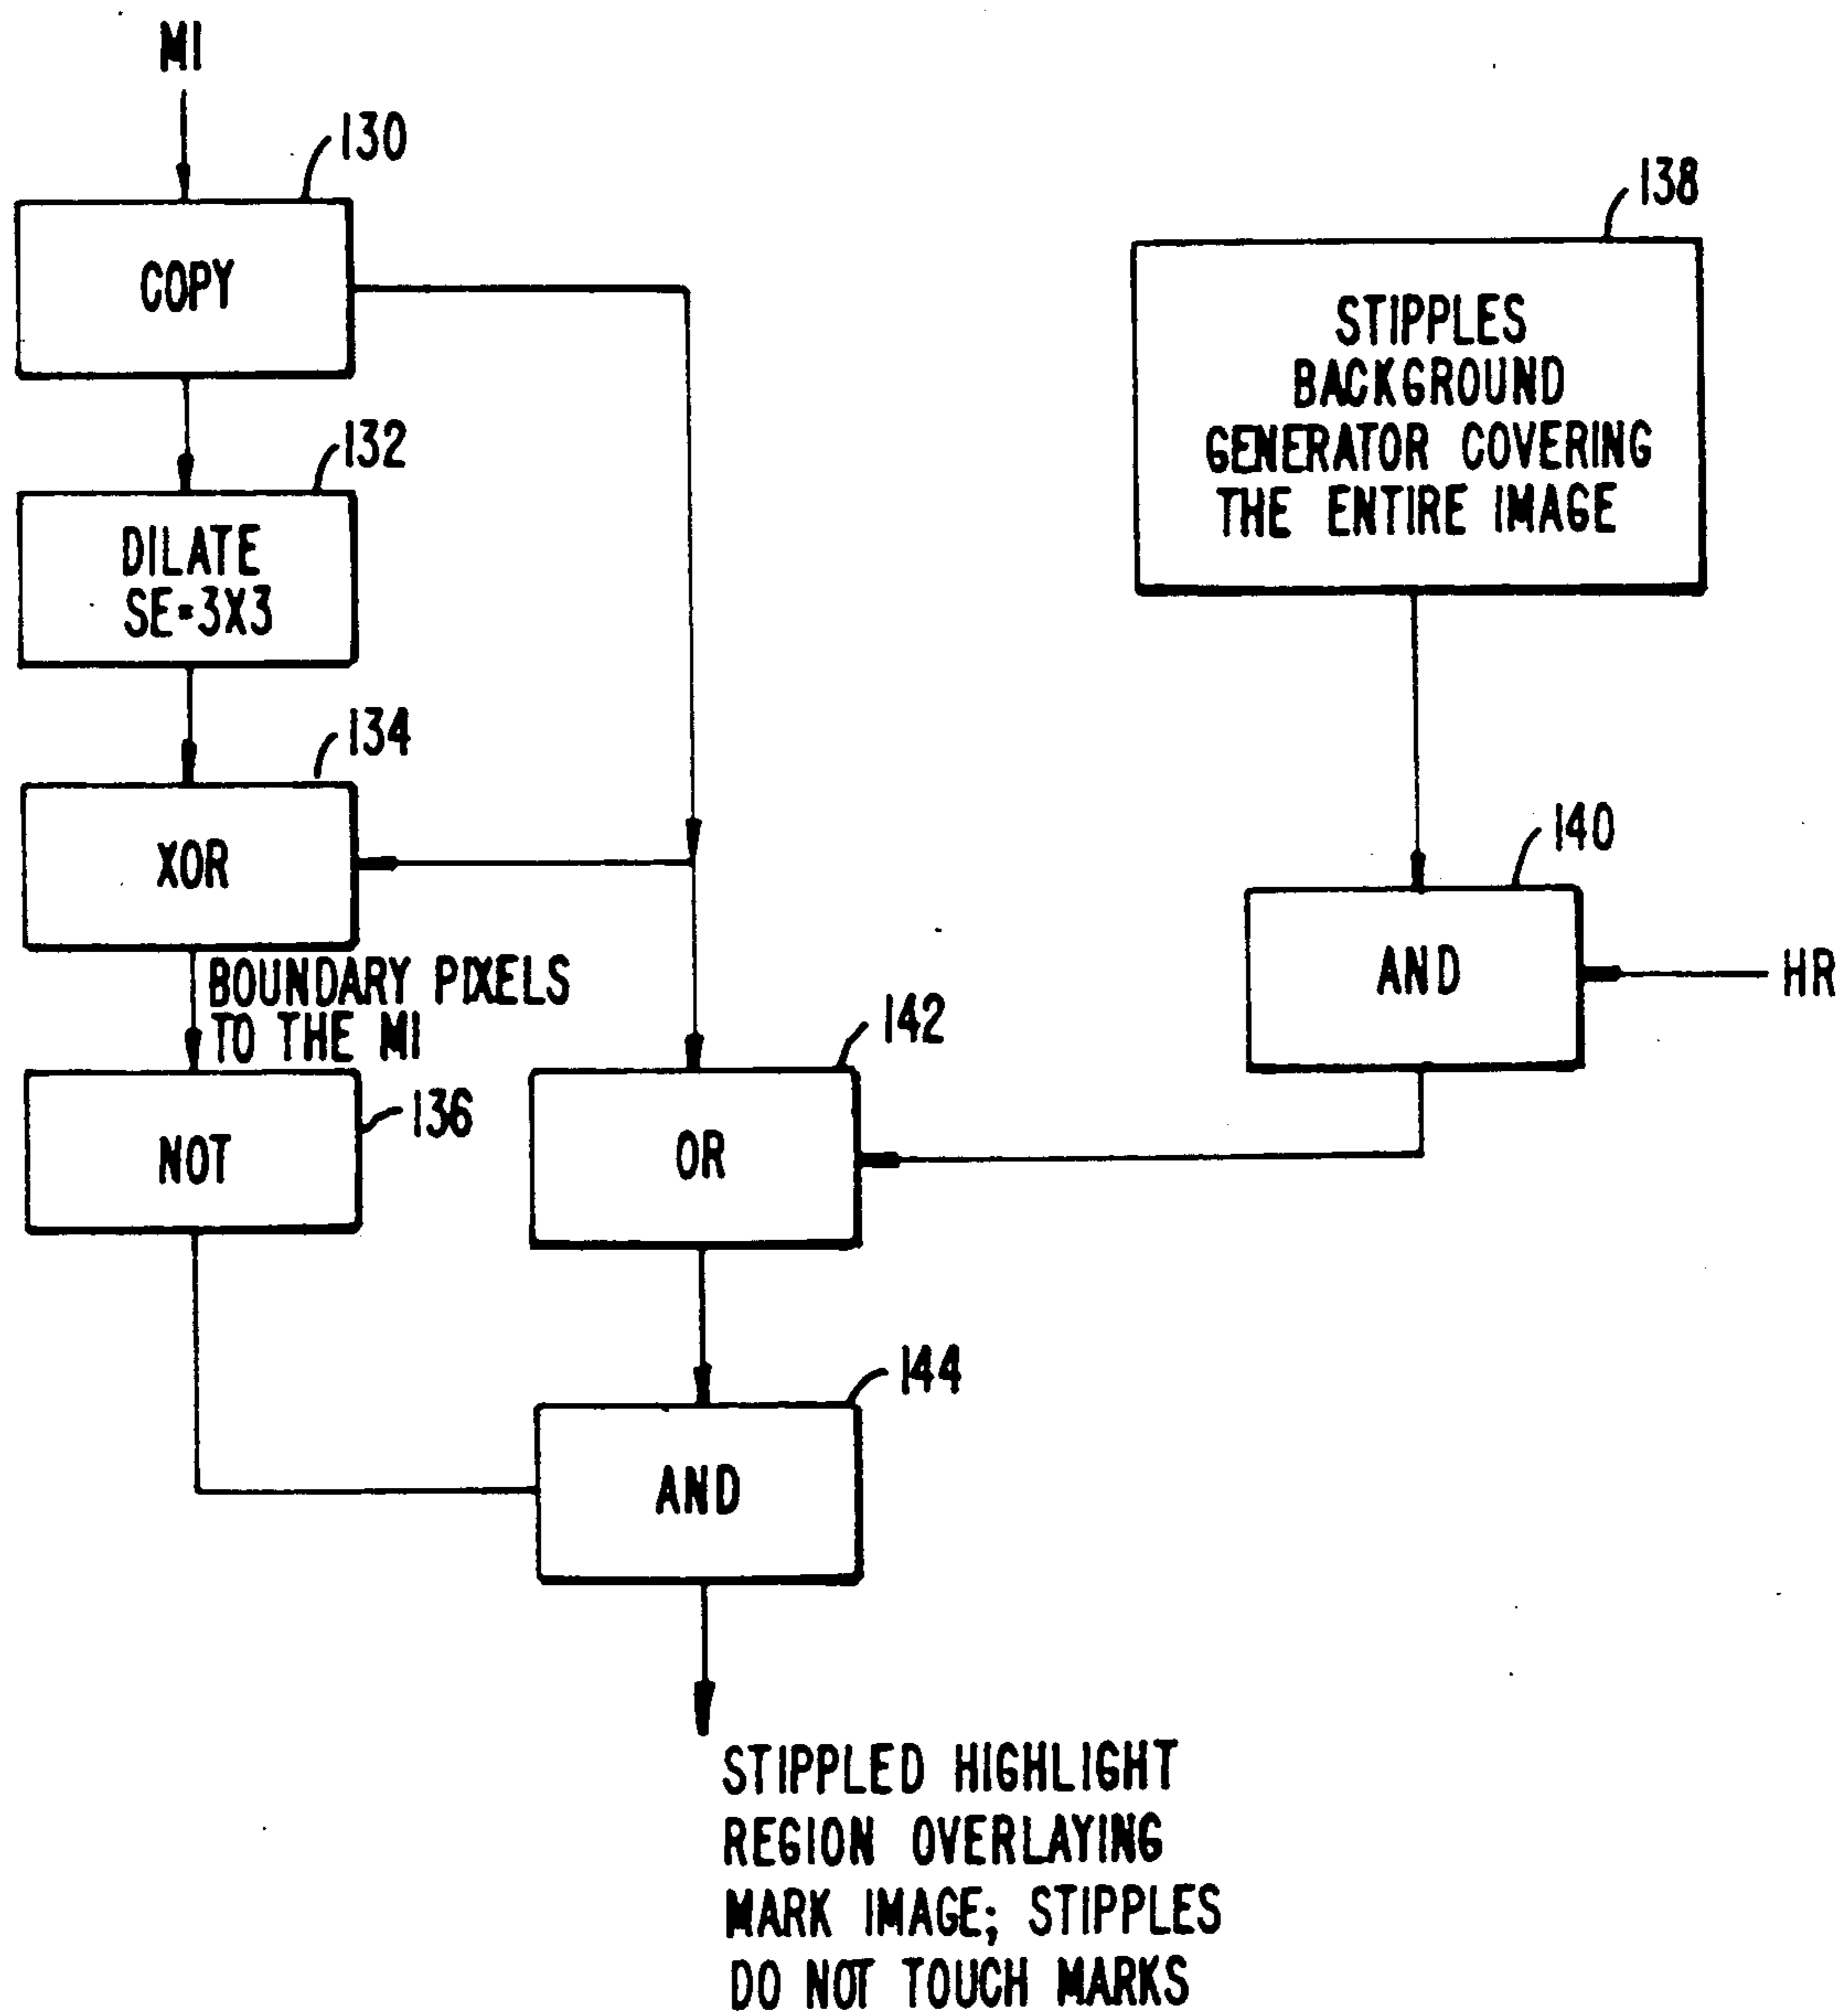 MI
130
COPY
138
STIPPLES
BACKGROUND
GENERATOR COVERING
THE ENTIRE IMAGE
132
DILATE
SE=3X3
134
XOR
140
AND
HR
BOUNDARY PIXELS
TO THE MI
142
136
NOT
OR
144
AND
STIPPLED HIGHLIGHT
REGION OVERLAYING
MARK IMAGE; STIPPLES
DO NOT TOUCH MARKS